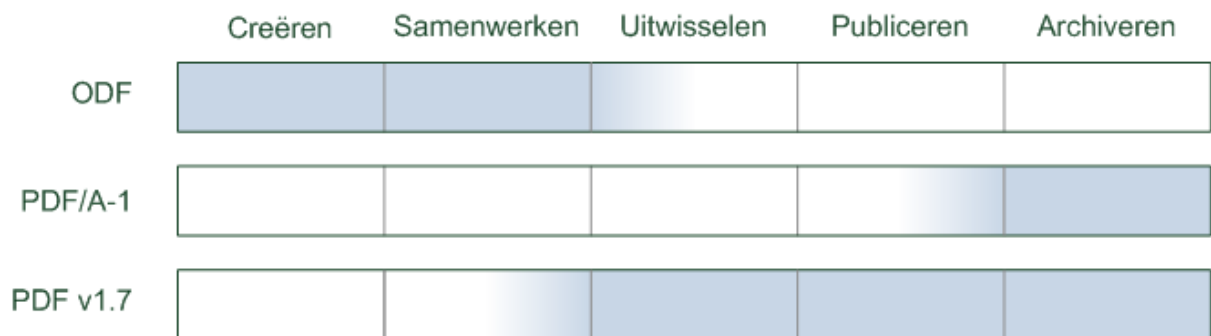 Creëren Samenwerken Uitwisselen Publiceren Archiveren
ODF
PDF/A-1
PDF v1.7